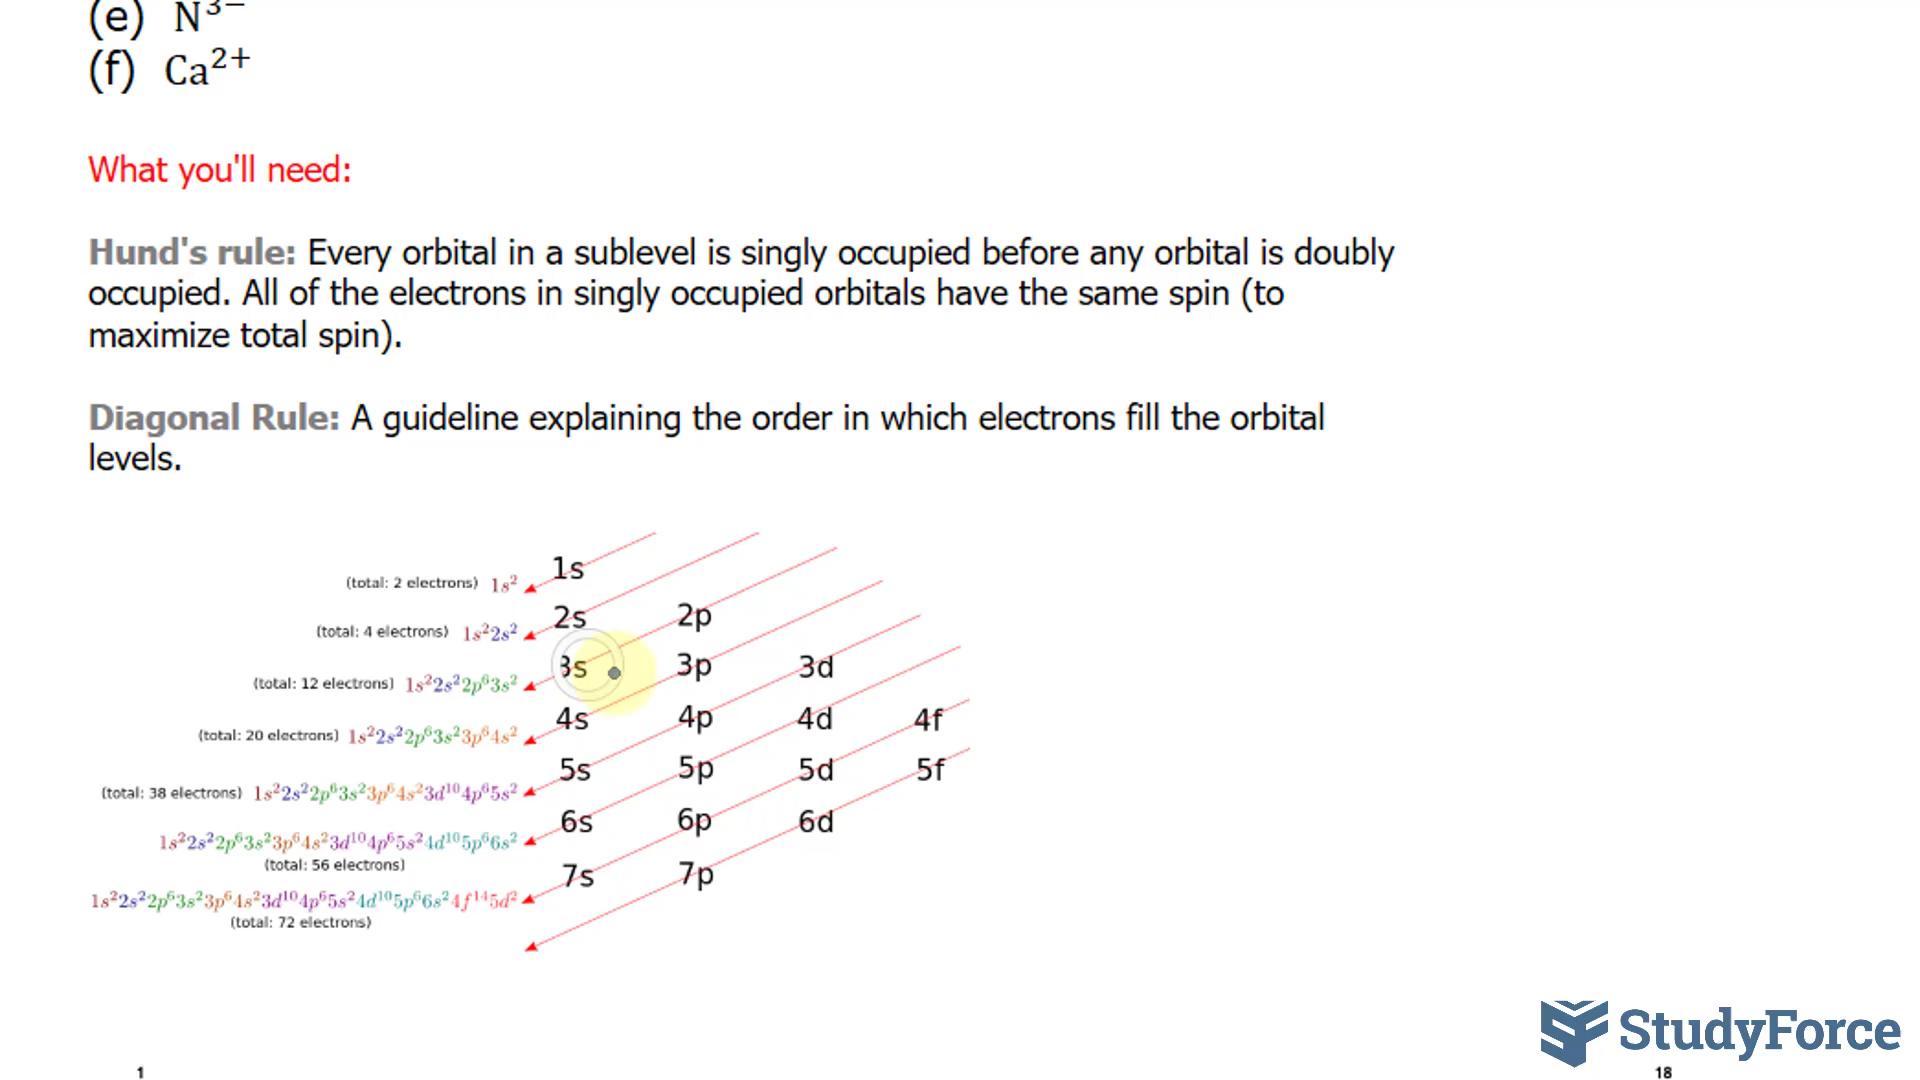 (e) N³⁻
(f) Ca²⁺
What you'll need:
Hund's rule: Every orbital in a sublevel is singly occupied before any orbital is doubly
occupied. All of the electrons in singly occupied orbitals have the same spin (to
maximize total spin).
Diagonal Rule: A guideline explaining the order in which electrons fill the orbital
levels.
(total: 2 electrons) 1s² 1s
(total: 4 electrons) 1s²2s² 2s 2p
(total: 12 electrons) 1s²2s²2p⁶3s² 3s 3p 3d
(total: 20 electrons) 1s²2s²2p⁶3s²3p⁶4s² 4s 4p 4d 4f
(total: 38 electrons) 1s²2s²2p⁶3s²3p⁶4s²3d¹⁰4p⁶5s² 5s 5p 5d 5f
1s²2s²2p⁶3s²3p⁶4s²3d¹⁰4p⁶5s²4d¹⁰5p⁶6s² 6s 6p 6d
(total: 56 electrons)
1s²2s²2p⁶3s²3p⁶4s²3d¹⁰4p⁶5s²4d¹⁰5p⁶6s²4f¹⁴5d² 7s 7p
(total: 72 electrons)
StudyForce
1 18